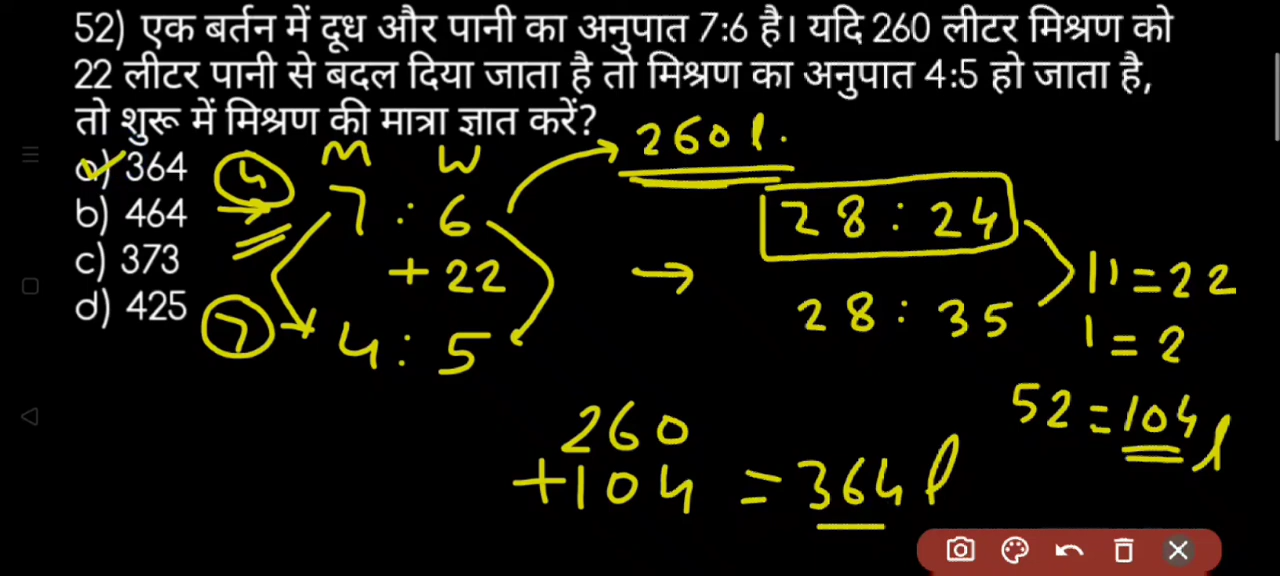 52) एक बर्तन में दूध और पानी का अनुपात 7:6 है। यदि 260 लीटर मिश्रण को
22 लीटर पानी से बदल दिया जाता है तो मिश्रण का अनुपात 4:5 हो जाता है,
तो शुरू में मिश्रण की मात्रा ज्ञात करें?
a) 364
b) 464
c) 373
d) 425
M W
4
7 : 6
+ 22
7
4 : 5
260 l.
→
28 : 24
28 : 35
11 = 22
1 = 2
52 = 104 l
260
+104 = 364 l